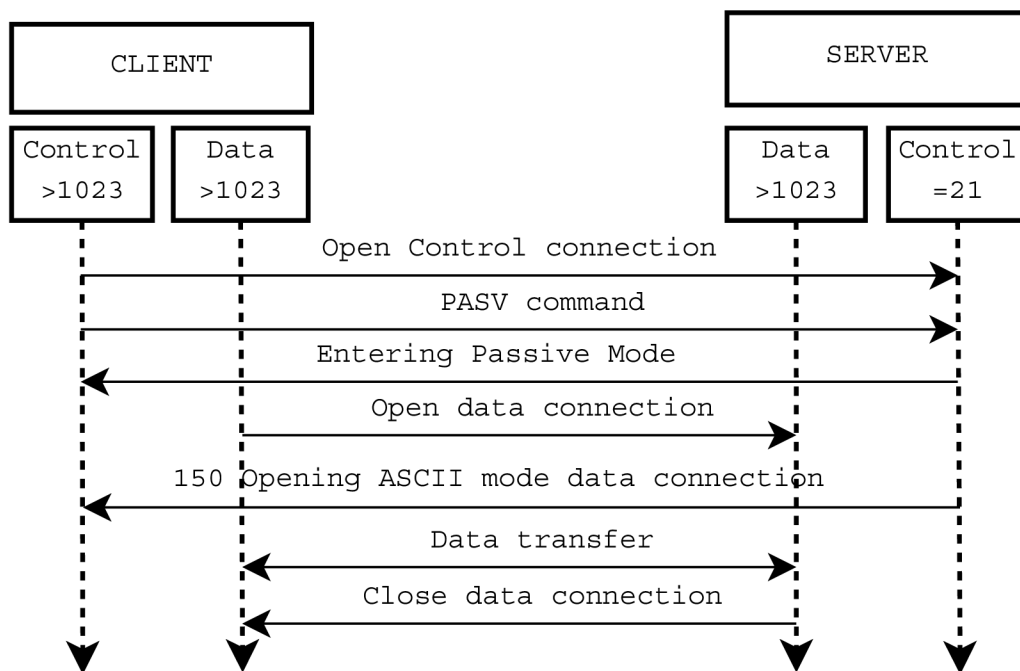 CLIENT
SERVER
Control
>1023
Data
>1023
Data
>1023
Control
=21
Open Control connection
PASV command
Entering Passive Mode
Open data connection
150 Opening ASCII mode data connection
Data transfer
Close data connection